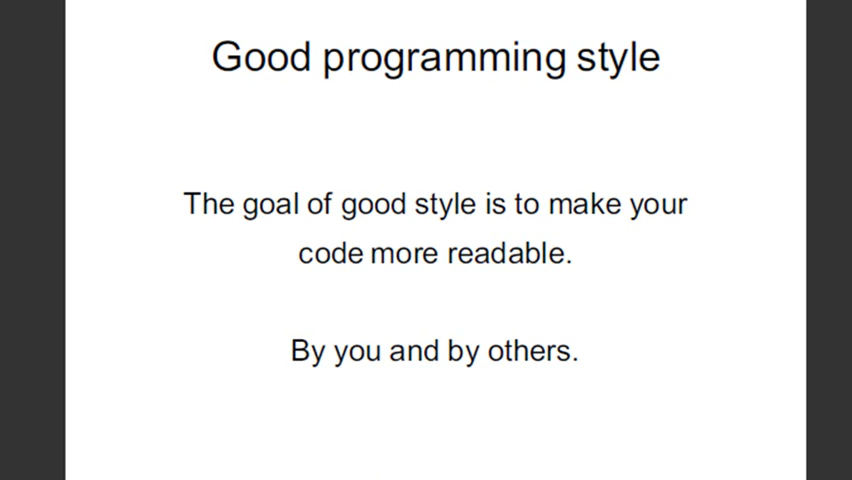 Good programming style
The goal of good style is to make your
code more readable.
By you and by others.